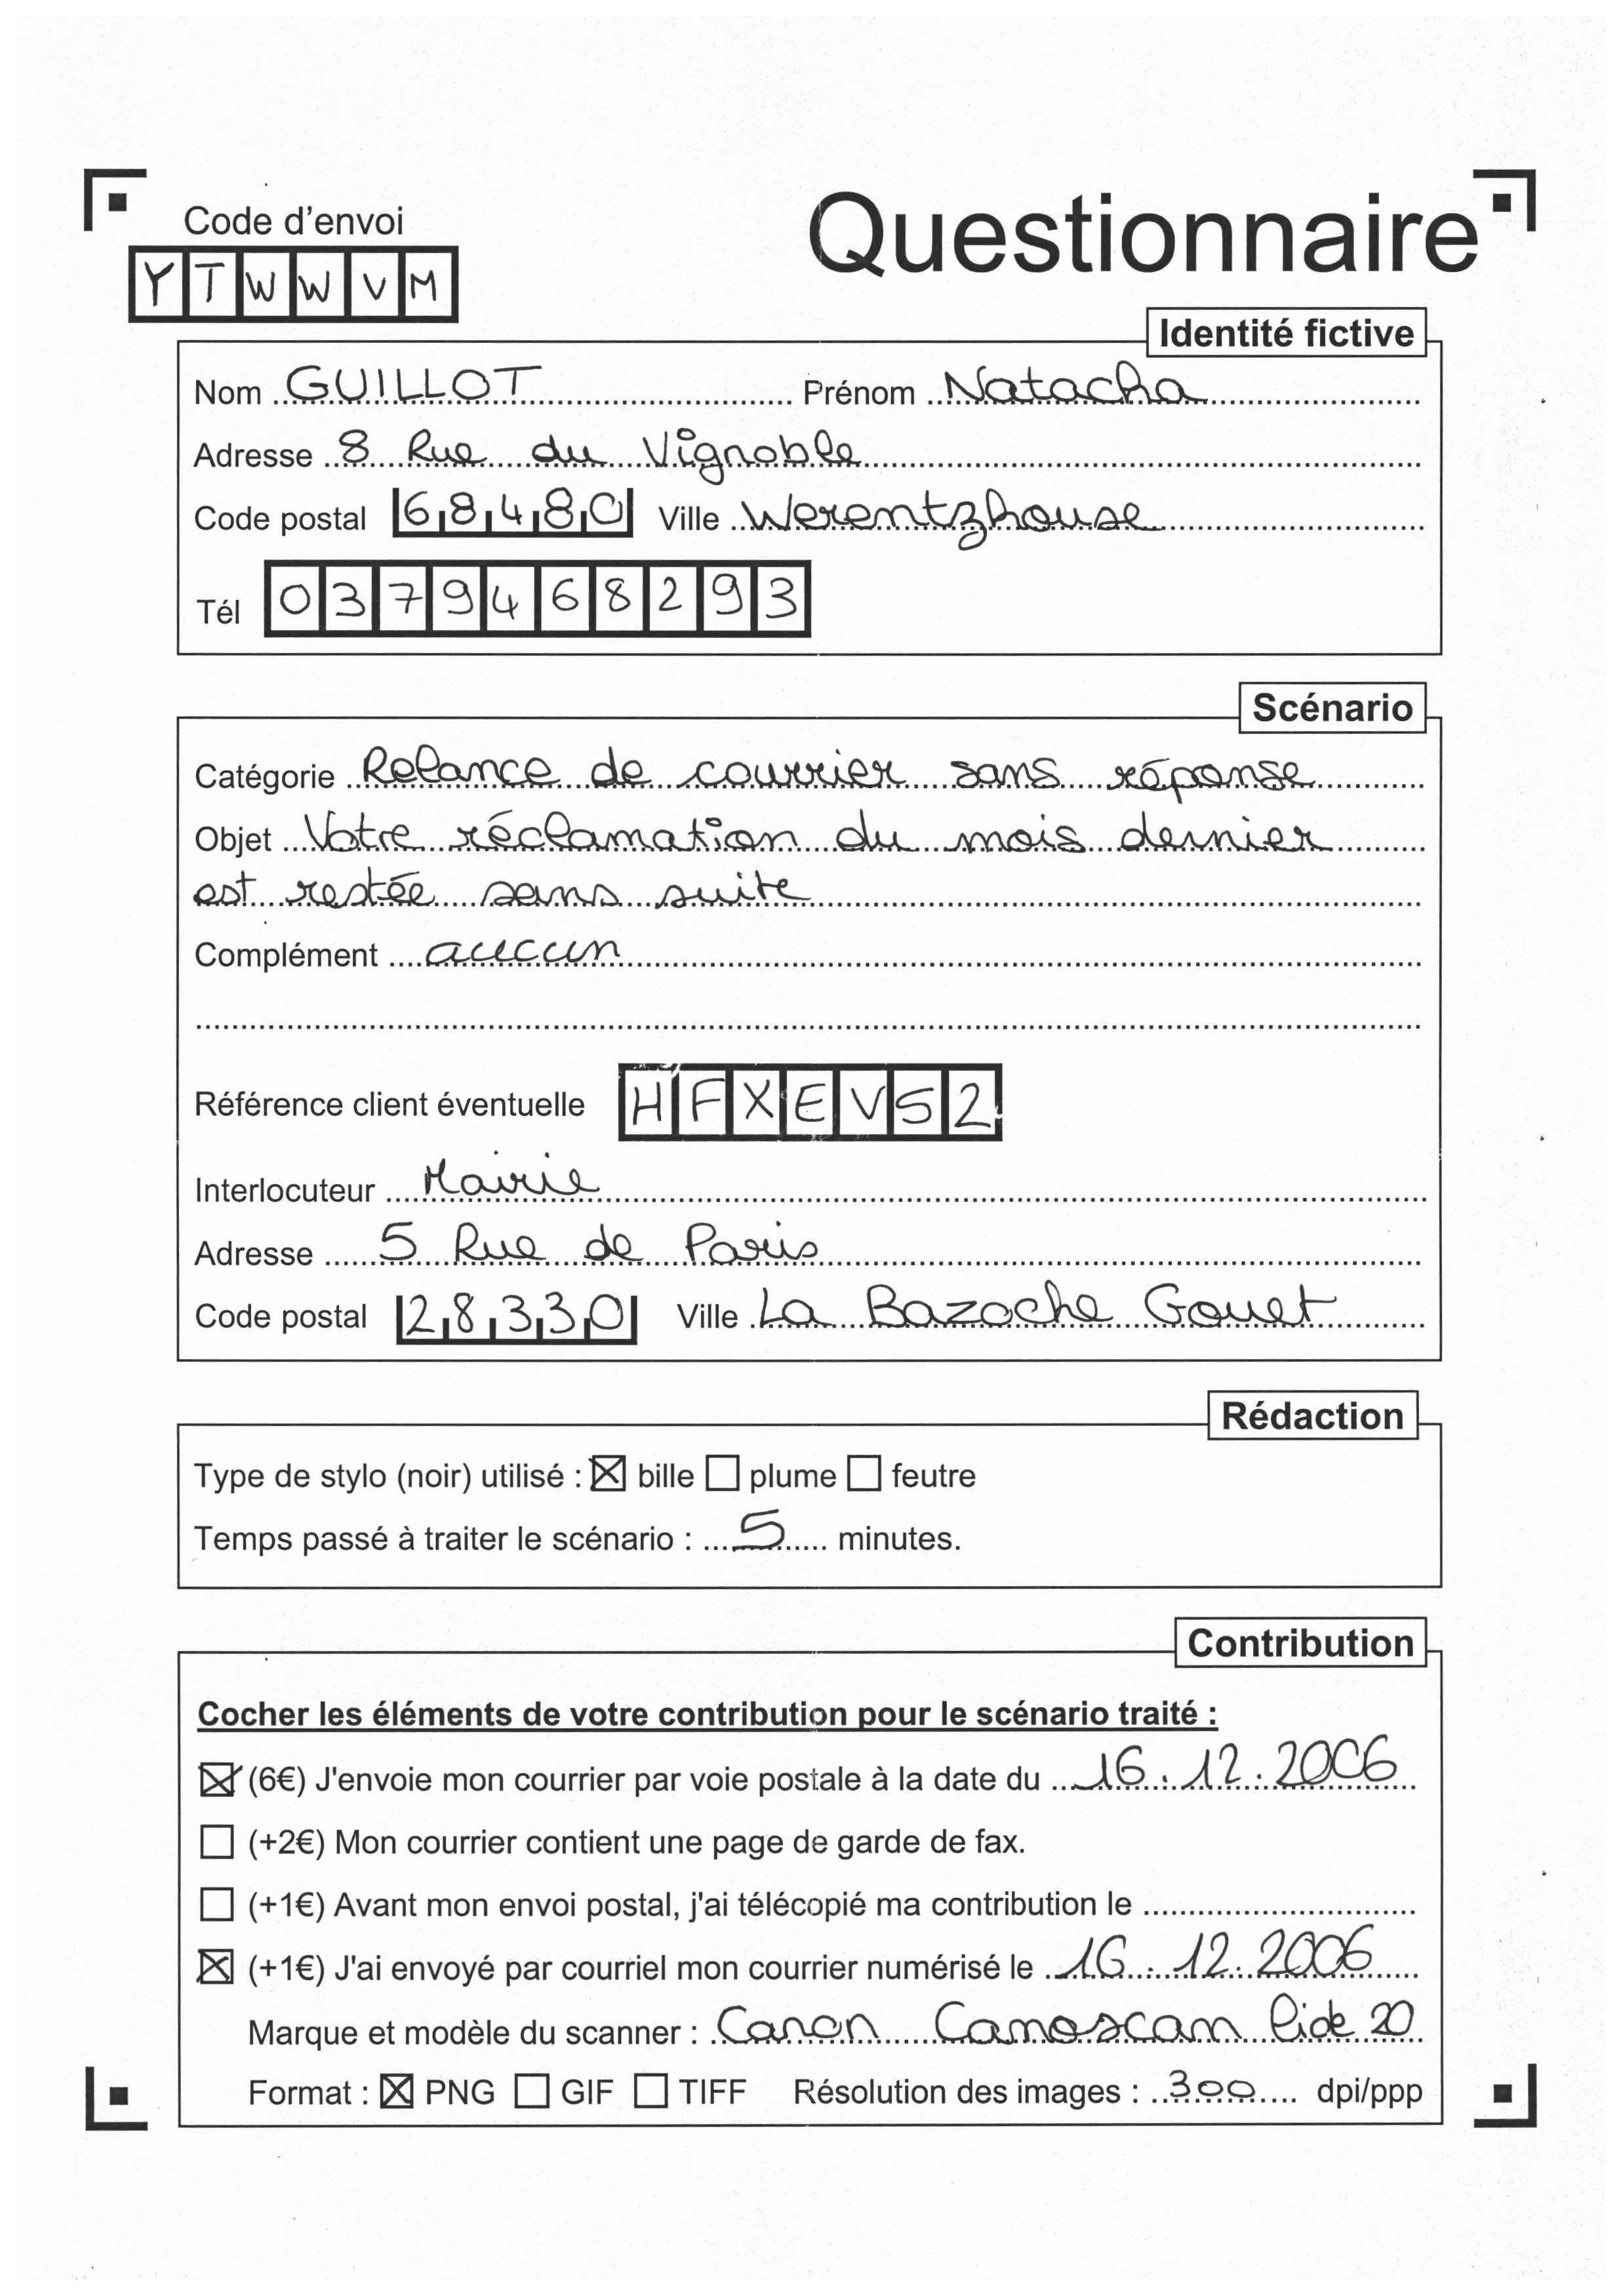 Code d'envoi
Questionnaire
YTWWVM
Identité fictive
Nom GUILLOT Prénom Natacha
Adresse 8 Rue du Vignoble
Code postal 68480 Ville Werentzhouse
Tél 0379468293
Scénario
Catégorie Relance de courrier sans réponse
Objet Votre réclamation du mois dernier
est restée sans suite
Complément aucun
Référence client éventuelle HFXEV52
Interlocuteur Mairie
Adresse 5 Rue de Paris
Code postal 28330 Ville La Bazoche Gouet
Rédaction
Type de stylo (noir) utilisé : ☒ bille ☐ plume ☐ feutre
Temps passé à traiter le scénario : 5 minutes.
Contribution
Cocher les éléments de votre contribution pour le scénario traité :
☒ (6€) J'envoie mon courrier par voie postale à la date du 16.12.2006
☐ (+2€) Mon courrier contient une page de garde de fax.
☐ (+1€) Avant mon envoi postal, j'ai télécopié ma contribution le
☒ (+1€) J'ai envoyé par courriel mon courrier numérisé le 16.12.2006
Marque et modèle du scanner : Canon Canoscan lide 20
Format : ☒ PNG ☐ GIF ☐ TIFF Résolution des images : 300 dpi/ppp